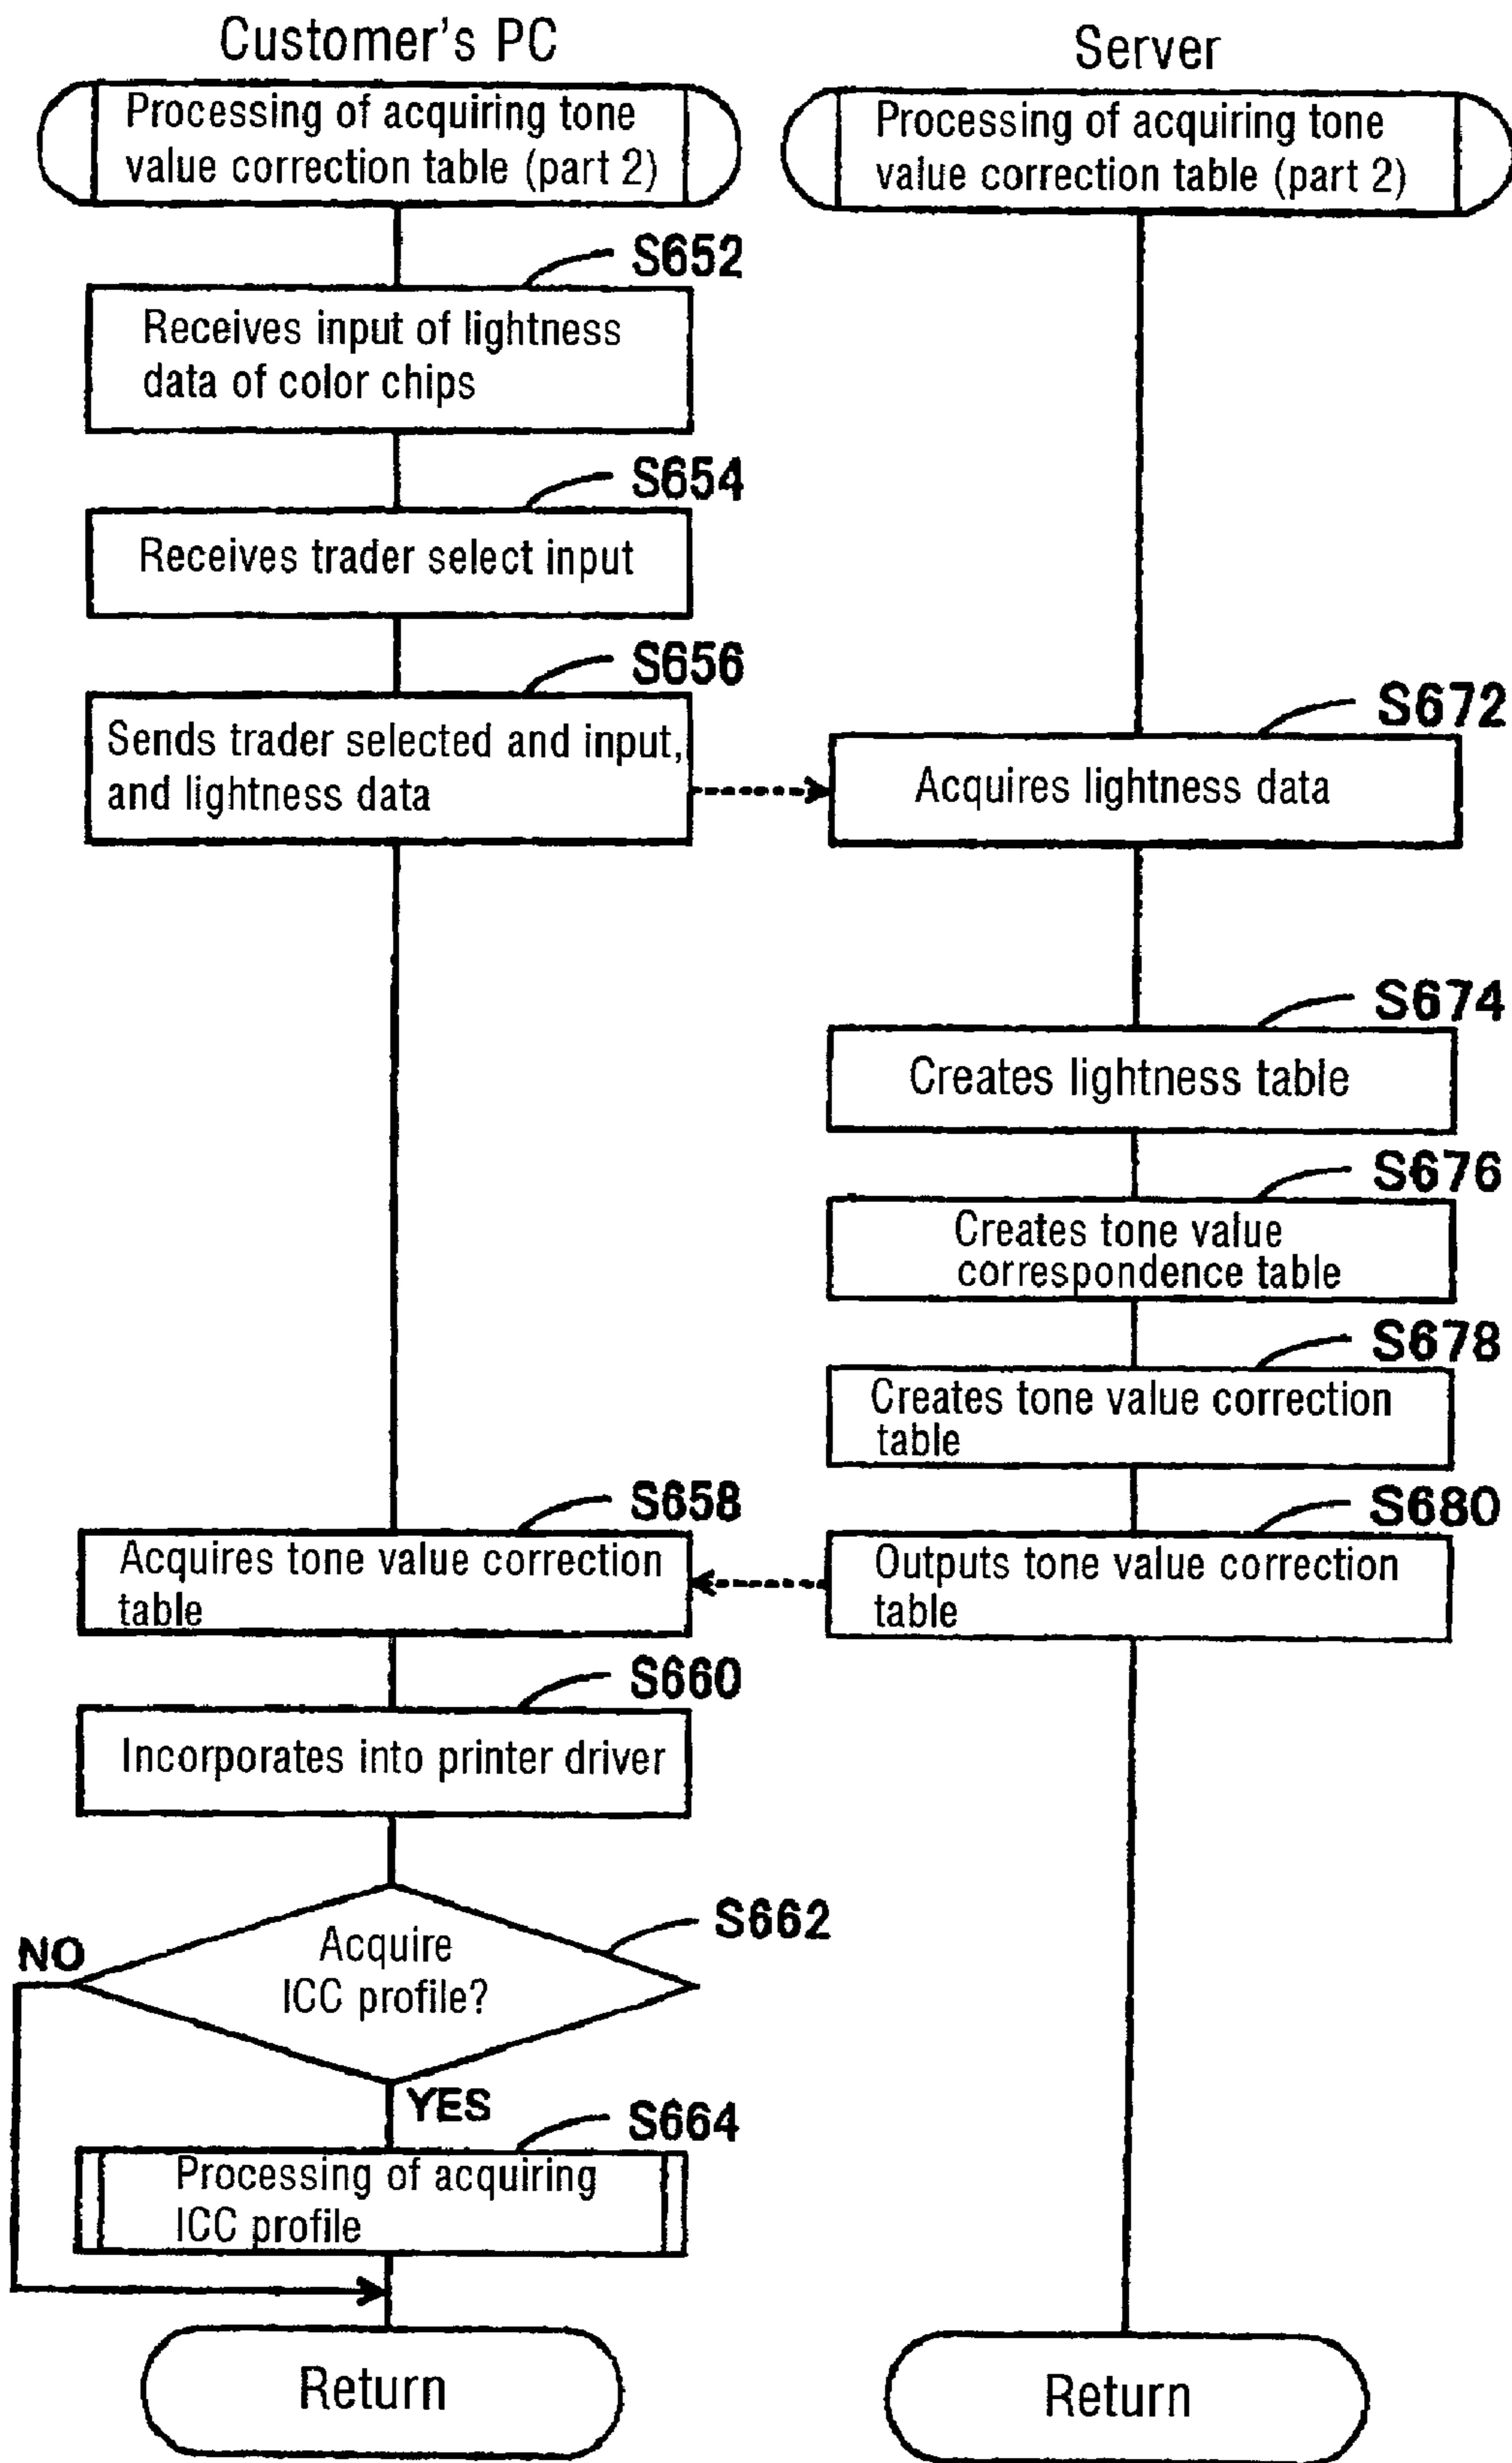 Customer's PC
Processing of acquiring tone
value correction table (part 2)
S652
Receives input of lightness
data of color chips
S654
Receives trader select input
S656
Sends trader selected and input,
and lightness data
S658
Acquires tone value correction
table
S660
Incorporates into printer driver
S662
Acquire
ICC profile?
NO
YES
S664
Processing of acquiring
ICC profile
Return
Server
Processing of acquiring tone
value correction table (part 2)
S672
Acquires lightness data
S674
Creates lightness table
S676
Creates tone value
correspondence table
S678
Creates tone value correction
table
S680
Outputs tone value correction
table
Return